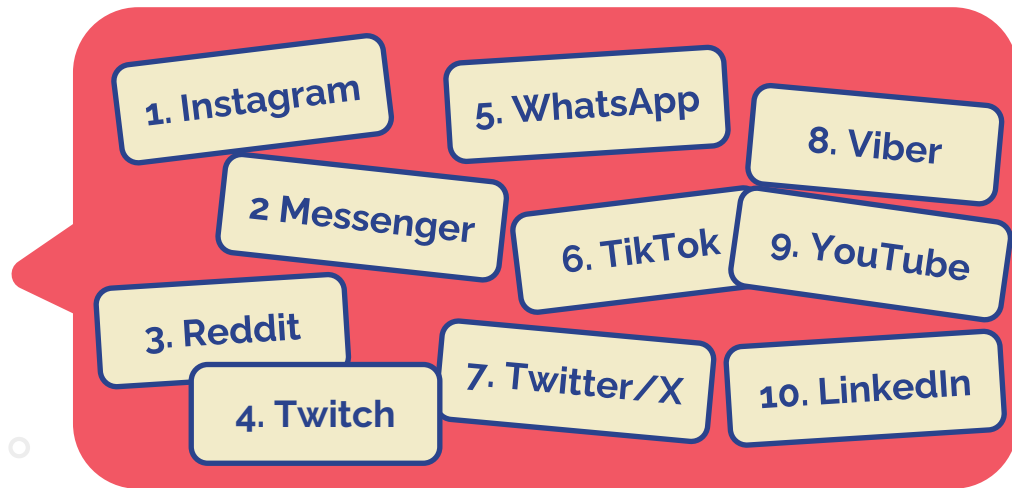 1. Instagram
2 Messenger
3. Reddit
4. Twitch
5. WhatsApp
6. TikTok
7. Twitter/X
8. Viber
9. YouTube
10. LinkedIn